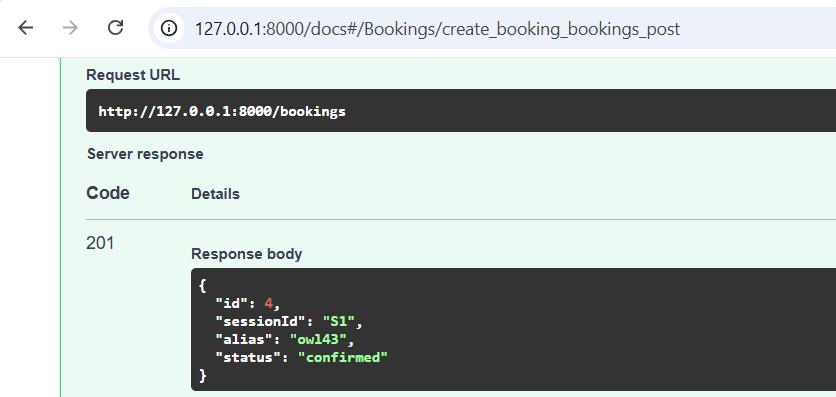 127.0.0.1:8000/docs#/Bookings/create_booking_bookings_post
Request URL
http://127.0.0.1:8000/bookings
Server response
Code Details
201
Response body
{
  "id": 4,
  "sessionId": "S1",
  "alias": "owl43",
  "status": "confirmed"
}